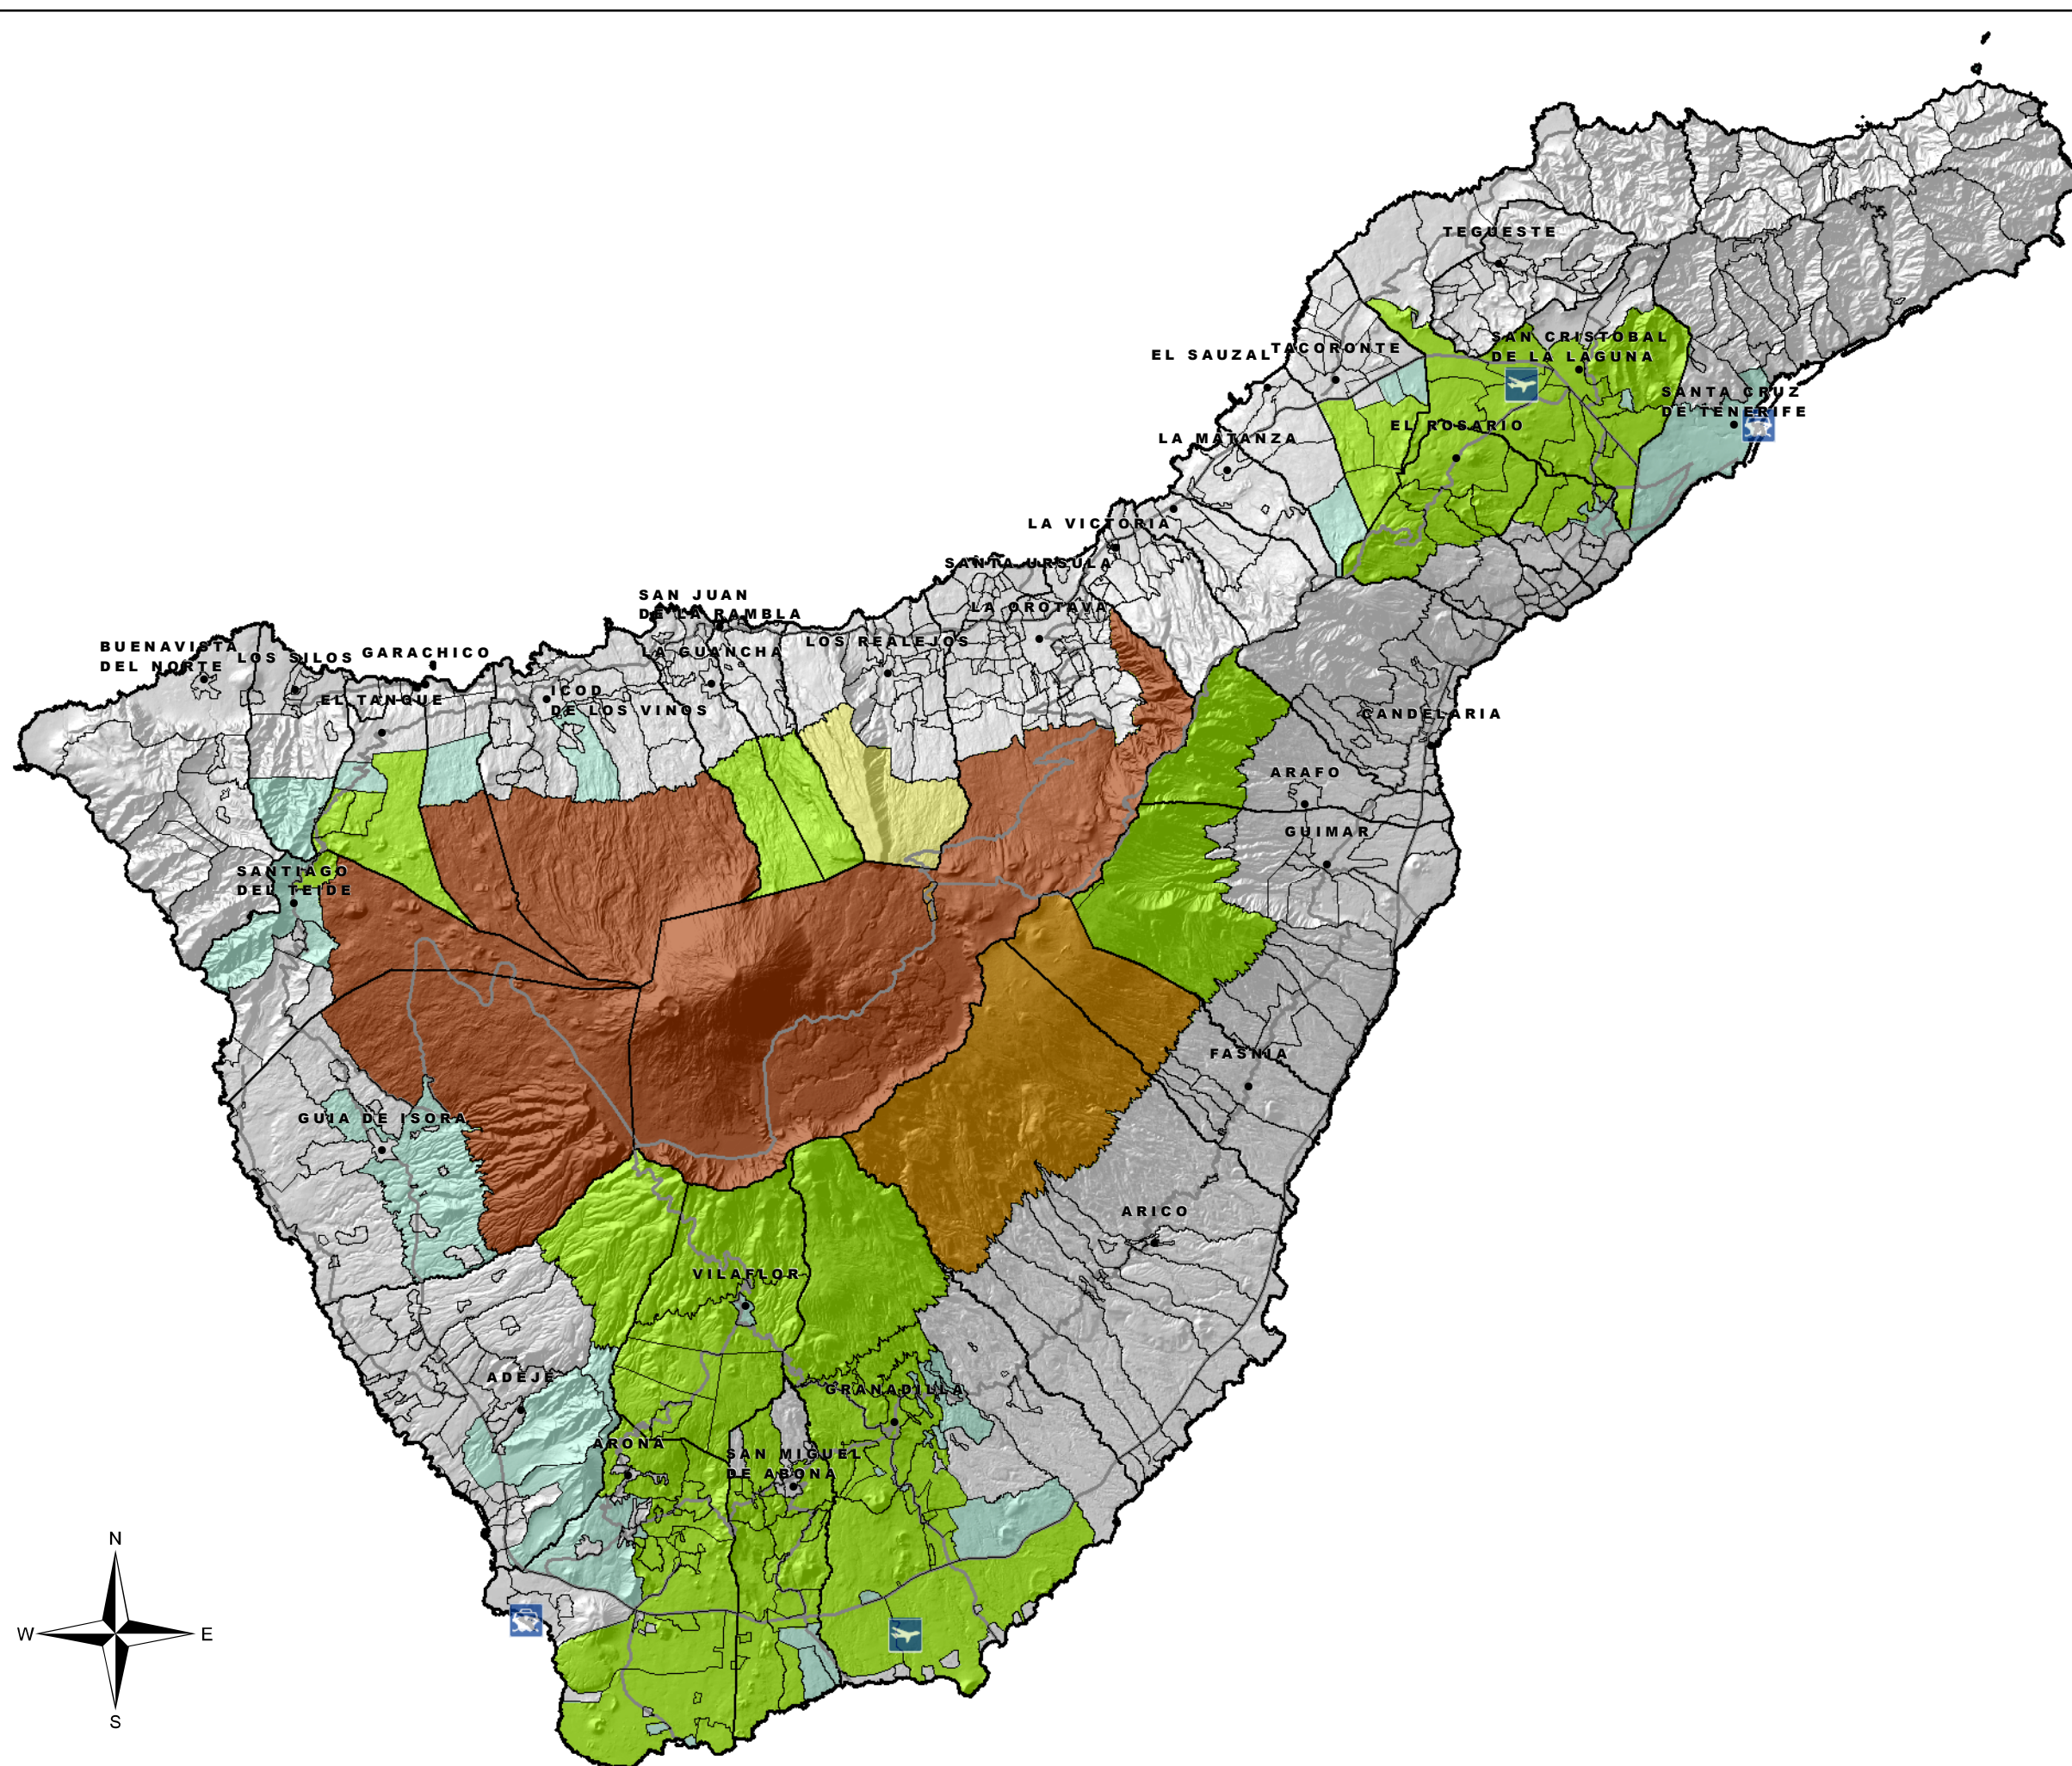 TEGUESTE
SAN CRISTOBAL
DE LA LAGUNA
EL SAUZAL
TACORONTE
SANTA CRUZ
DE TENERIFE
EL ROSARIO
LA MATANZA
LA VICTORIA
SANTA URSULA
SAN JUAN
DE LA RAMBLA
LA OROTAVA
LOS REALEJOS
BUENAVISTA
DEL NORTE
LOS SILOS
GARACHICO
LA GUANCHA
EL TANQUE
ICOD
DE LOS VINOS
CANDELARIA
ARAFO
GUIMAR
SANTIAGO
DEL TEIDE
FASNIA
GUIA DE ISORA
ARICO
VILAFLOR
ADEJE
GRANADILLA
ARONA
SAN MIGUEL
DE ABONA
N
W
E
S